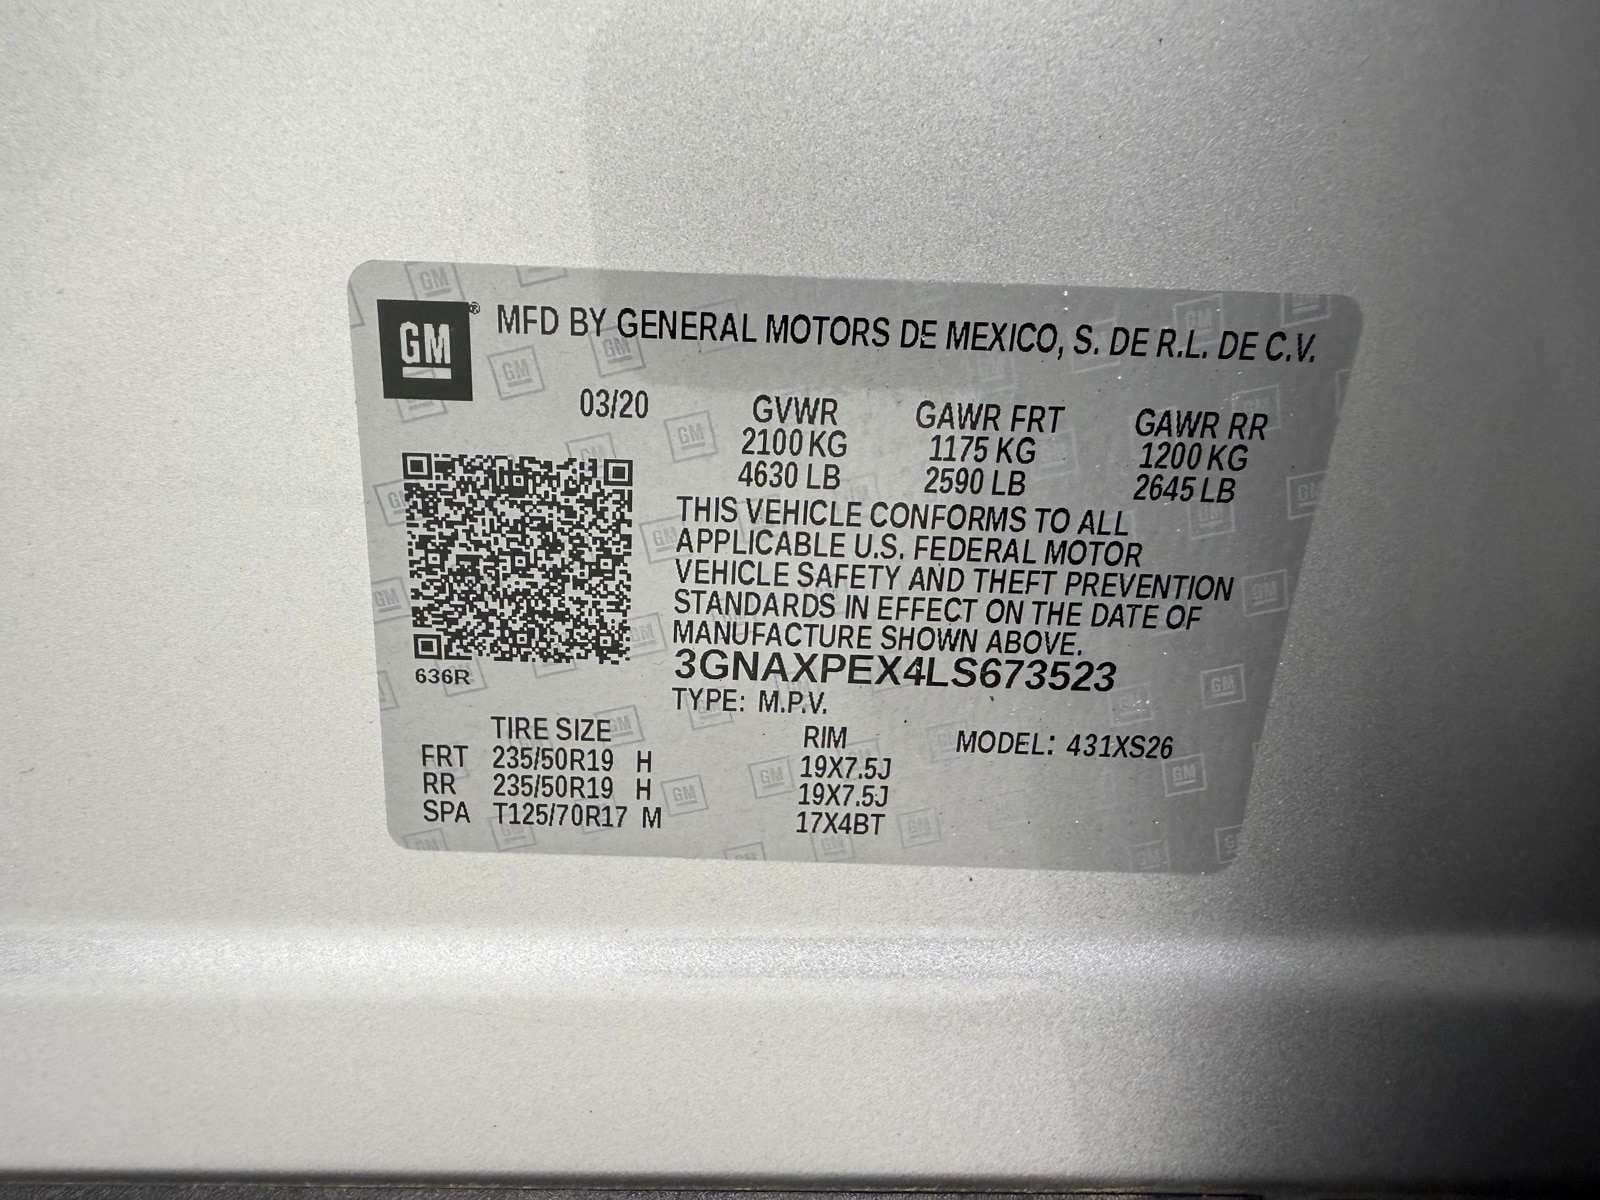 GM ® MFD BY GENERAL MOTORS DE MEXICO, S. DE R.L. DE C.V.
03/20 GVWR GAWR FRT GAWR RR
2100 KG 1175 KG 1200 KG
4630 LB 2590 LB 2645 LB
THIS VEHICLE CONFORMS TO ALL
APPLICABLE U.S. FEDERAL MOTOR
VEHICLE SAFETY AND THEFT PREVENTION
STANDARDS IN EFFECT ON THE DATE OF
MANUFACTURE SHOWN ABOVE.
636R
3GNAXPEX4LS673523
TYPE: M.P.V.
TIRE SIZE RIM MODEL: 431XS26
FRT 235/50R19 H 19X7.5J
RR 235/50R19 H 19X7.5J
SPA T125/70R17 M 17X4BT